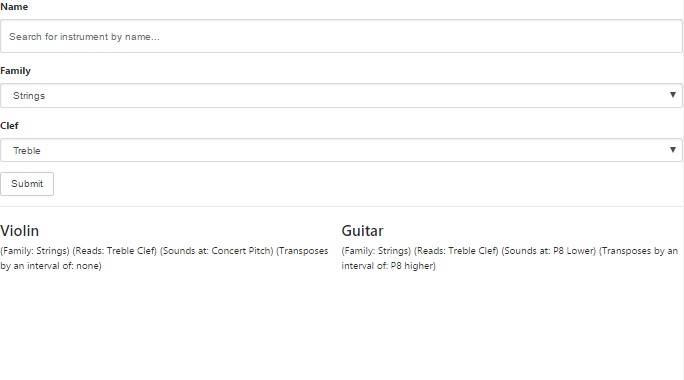 Name
Search for instrument by name...
Family
Strings
Clef
Treble
Submit
Violin
(Family: Strings) (Reads: Treble Clef) (Sounds at: Concert Pitch) (Transposes
by an interval of: none)
Guitar
(Family: Strings) (Reads: Treble Clef) (Sounds at: P8 Lower) (Transposes by an
interval of: P8 higher)